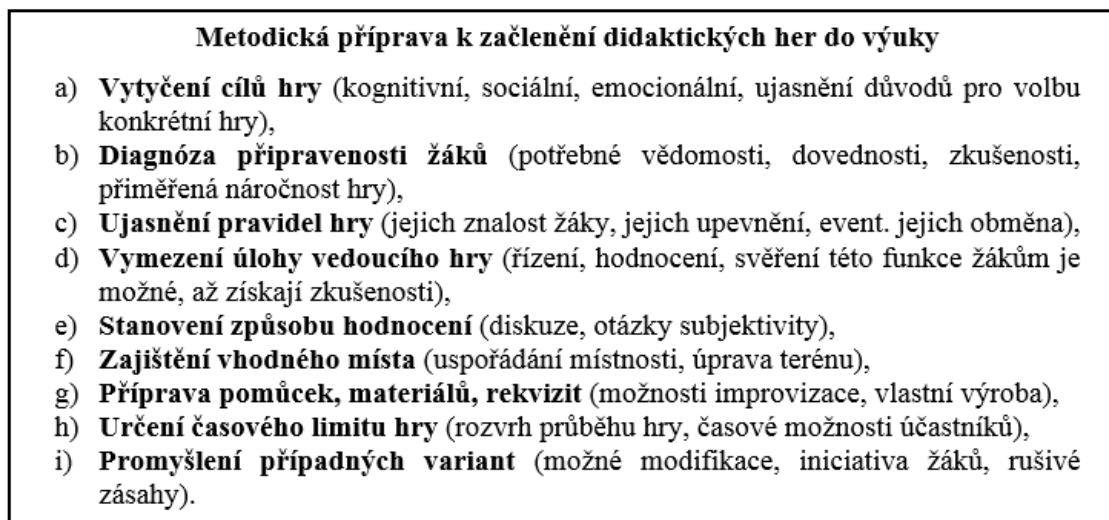 Metodická příprava k začlenění didaktických her do výuky
a) Vytyčení cílů hry (kognitivní, sociální, emocionální, ujasnění důvodů pro volbu
konkrétní hry),
b) Diagnóza připravenosti žáků (potřebné vědomosti, dovednosti, zkušenosti,
přiměřená náročnost hry),
c) Ujasnění pravidel hry (jejich znalost žáky, jejich upevnění, event. jejich obměna),
d) Vymezení úlohy vedoucího hry (řízení, hodnocení, svěření této funkce žákům je
možné, až získají zkušenosti),
e) Stanovení způsobu hodnocení (diskuze, otázky subjektivity),
f) Zajištění vhodného místa (uspořádání místnosti, úprava terénu),
g) Příprava pomůcek, materiálů, rekvizit (možnosti improvizace, vlastní výroba),
h) Určení časového limitu hry (rozvrh průběhu hry, časové možnosti účastníků),
i) Promyšlení případných variant (možné modifikace, iniciativa žáků, rušivé
zásahy).